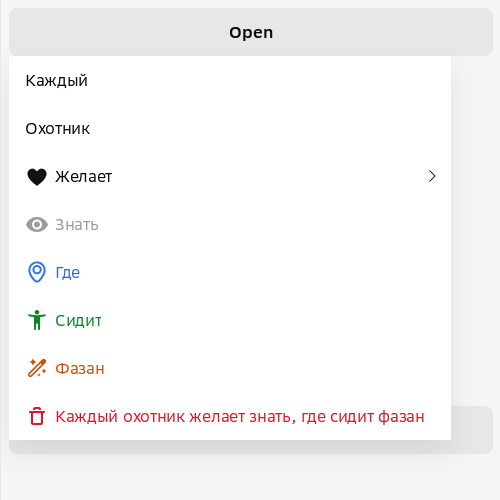 Open
Каждый
Охотник
Желает
Знать
Где
Сидит
Фазан
Каждый охотник желает знать, где сидит фазан